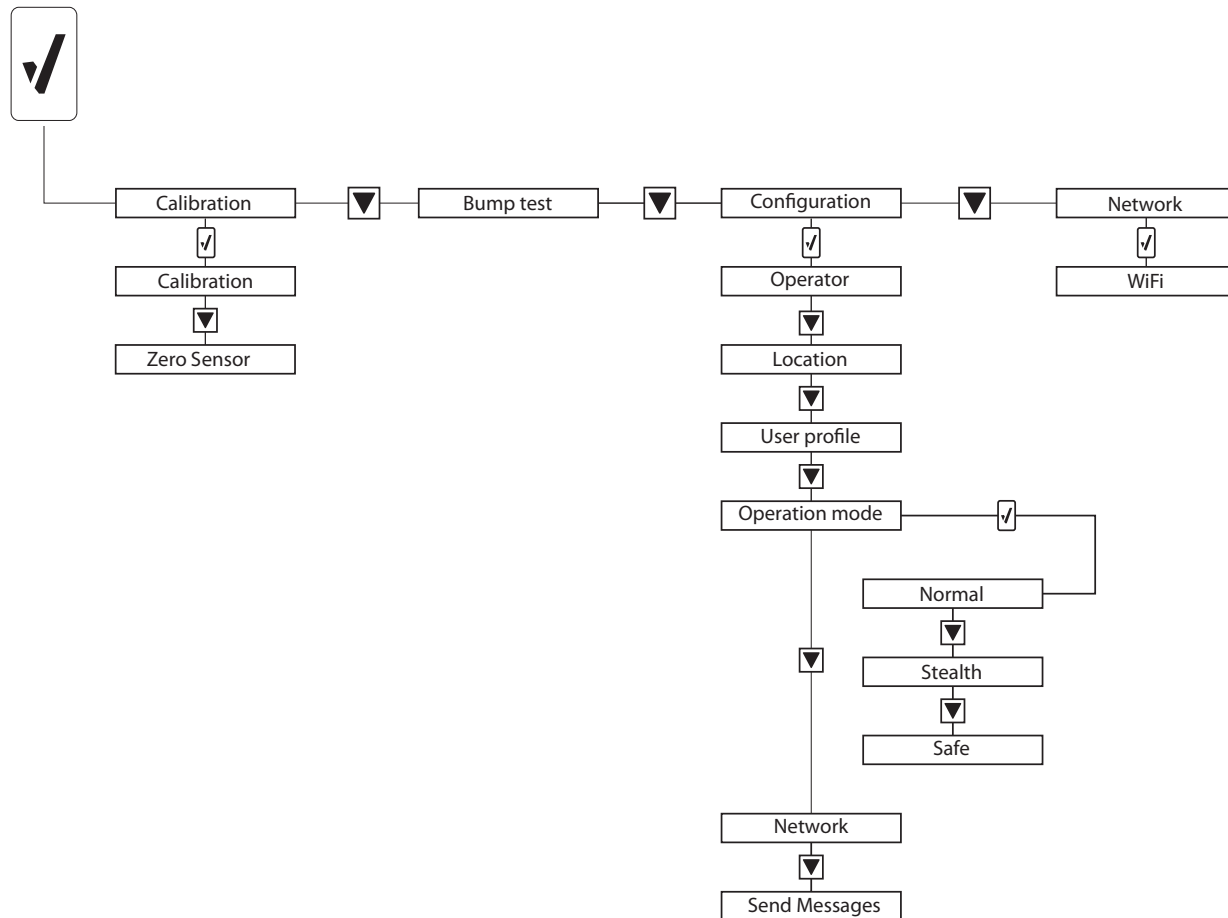 Calibration
Bump test
Configuration
Network
Calibration
Operator
WiFi
Zero Sensor
Location
User profile
Operation mode
Normal
Stealth
Safe
Network
Send Messages